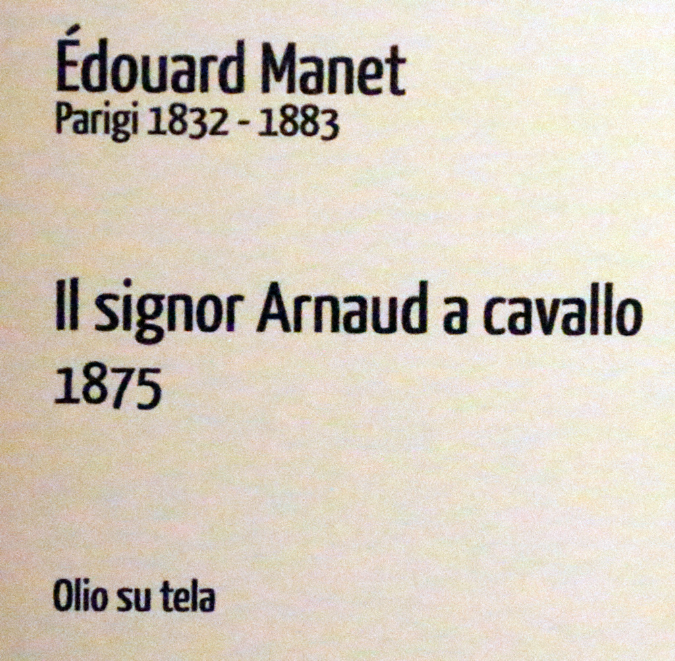 Édouard Manet
Parigi 1832 - 1883
Il signor Arnaud a cavallo
1875
Olio su tela